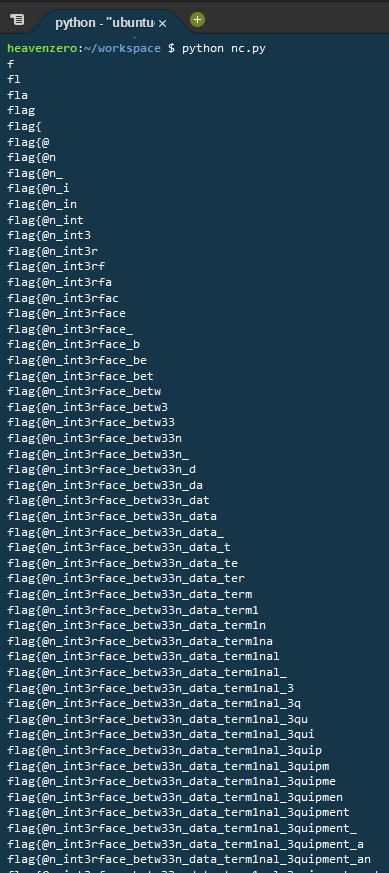 python - "ubuntu
heavenzero:~/workspace $ python nc.py
f
fl
fla
flag
flag{
flag{@
flag{@n
flag{@n_
flag{@n_i
flag{@n_in
flag{@n_int
flag{@n_int3
flag{@n_int3r
flag{@n_int3rf
flag{@n_int3rfa
flag{@n_int3rfac
flag{@n_int3rface
flag{@n_int3rface_
flag{@n_int3rface_b
flag{@n_int3rface_be
flag{@n_int3rface_bet
flag{@n_int3rface_betw
flag{@n_int3rface_betw3
flag{@n_int3rface_betw33
flag{@n_int3rface_betw33n
flag{@n_int3rface_betw33n_
flag{@n_int3rface_betw33n_d
flag{@n_int3rface_betw33n_da
flag{@n_int3rface_betw33n_dat
flag{@n_int3rface_betw33n_data
flag{@n_int3rface_betw33n_data_
flag{@n_int3rface_betw33n_data_t
flag{@n_int3rface_betw33n_data_te
flag{@n_int3rface_betw33n_data_ter
flag{@n_int3rface_betw33n_data_term
flag{@n_int3rface_betw33n_data_term1
flag{@n_int3rface_betw33n_data_term1n
flag{@n_int3rface_betw33n_data_term1na
flag{@n_int3rface_betw33n_data_term1nal
flag{@n_int3rface_betw33n_data_term1nal_
flag{@n_int3rface_betw33n_data_term1nal_3
flag{@n_int3rface_betw33n_data_term1nal_3q
flag{@n_int3rface_betw33n_data_term1nal_3qu
flag{@n_int3rface_betw33n_data_term1nal_3qui
flag{@n_int3rface_betw33n_data_term1nal_3quip
flag{@n_int3rface_betw33n_data_term1nal_3quipm
flag{@n_int3rface_betw33n_data_term1nal_3quipme
flag{@n_int3rface_betw33n_data_term1nal_3quipmen
flag{@n_int3rface_betw33n_data_term1nal_3quipment
flag{@n_int3rface_betw33n_data_term1nal_3quipment_
flag{@n_int3rface_betw33n_data_term1nal_3quipment_a
flag{@n_int3rface_betw33n_data_term1nal_3quipment_an